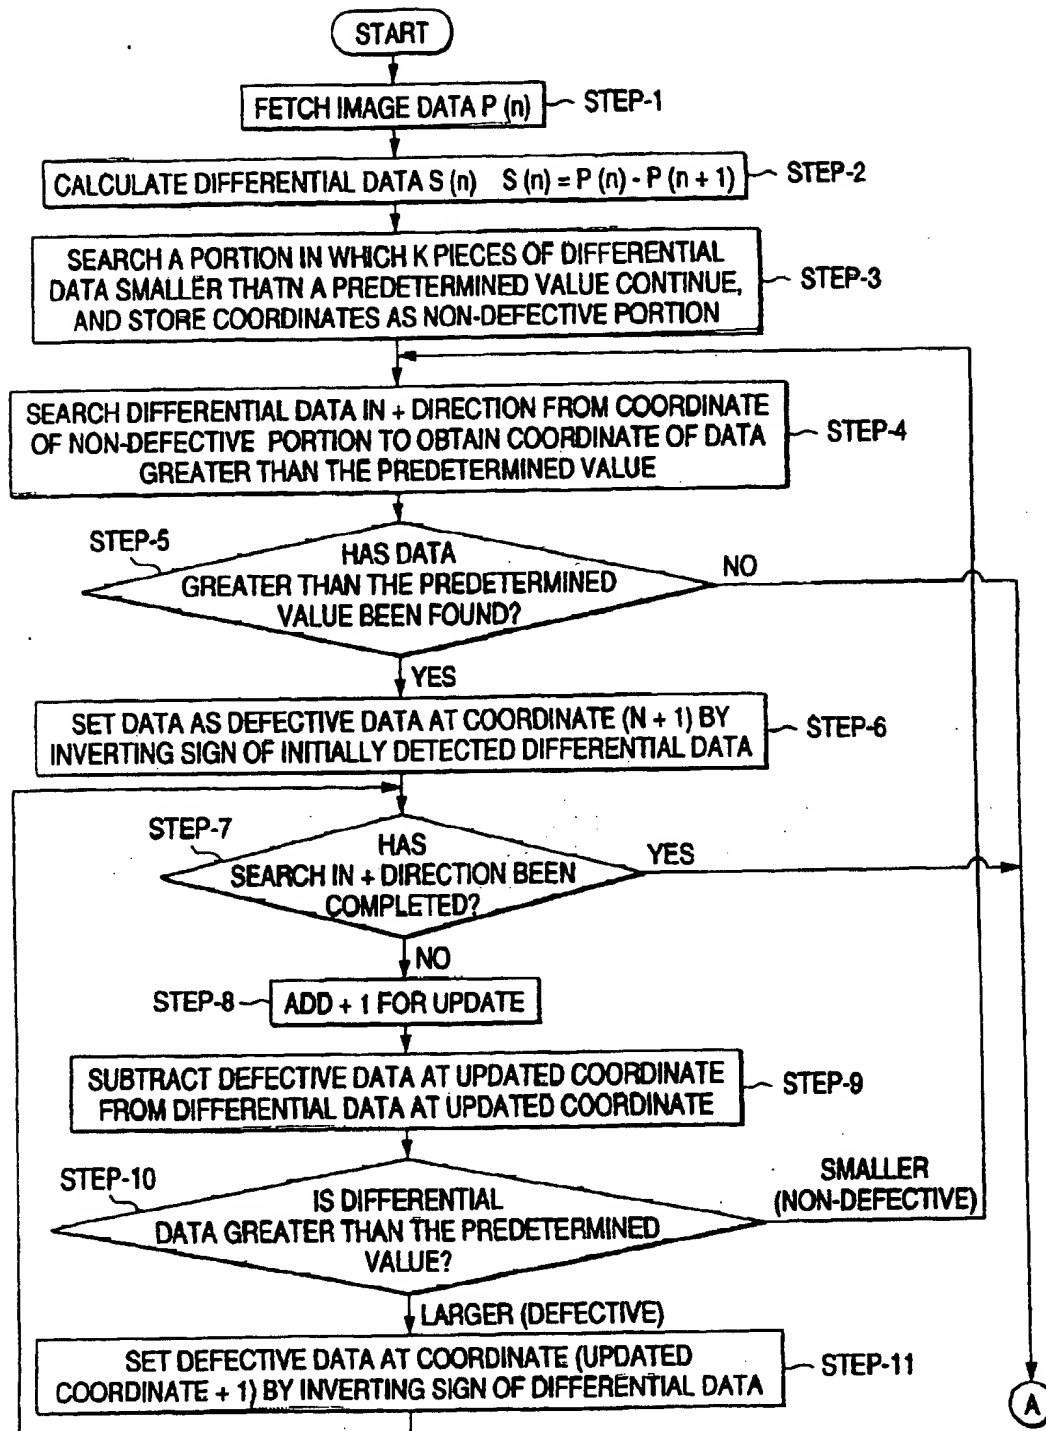 START
FETCH IMAGE DATA P (n)
STEP-1
CALCULATE DIFFERENTIAL DATA S (n) S (n) = P (n) - P (n + 1)
STEP-2
SEARCH A PORTION IN WHICH K PIECES OF DIFFERENTIAL
DATA SMALLER THATN A PREDETERMINED VALUE CONTINUE,
AND STORE COORDINATES AS NON-DEFECTIVE PORTION
STEP-3
SEARCH DIFFERENTIAL DATA IN + DIRECTION FROM COORDINATE
OF NON-DEFECTIVE PORTION TO OBTAIN COORDINATE OF DATA
GREATER THAN THE PREDETERMINED VALUE
STEP-4
STEP-5
HAS DATA
GREATER THAN THE PREDETERMINED
VALUE BEEN FOUND?
NO
YES
SET DATA AS DEFECTIVE DATA AT COORDINATE (N + 1) BY
INVERTING SIGN OF INITIALLY DETECTED DIFFERENTIAL DATA
STEP-6
STEP-7
HAS
SEARCH IN + DIRECTION BEEN
COMPLETED?
YES
NO
STEP-8
ADD + 1 FOR UPDATE
SUBTRACT DEFECTIVE DATA AT UPDATED COORDINATE
FROM DIFFERENTIAL DATA AT UPDATED COORDINATE
STEP-9
STEP-10
IS DIFFERENTIAL
DATA GREATER THAN THE PREDETERMINED
VALUE?
SMALLER
(NON-DEFECTIVE)
LARGER (DEFECTIVE)
SET DEFECTIVE DATA AT COORDINATE (UPDATED
COORDINATE + 1) BY INVERTING SIGN OF DIFFERENTIAL DATA
STEP-11
A